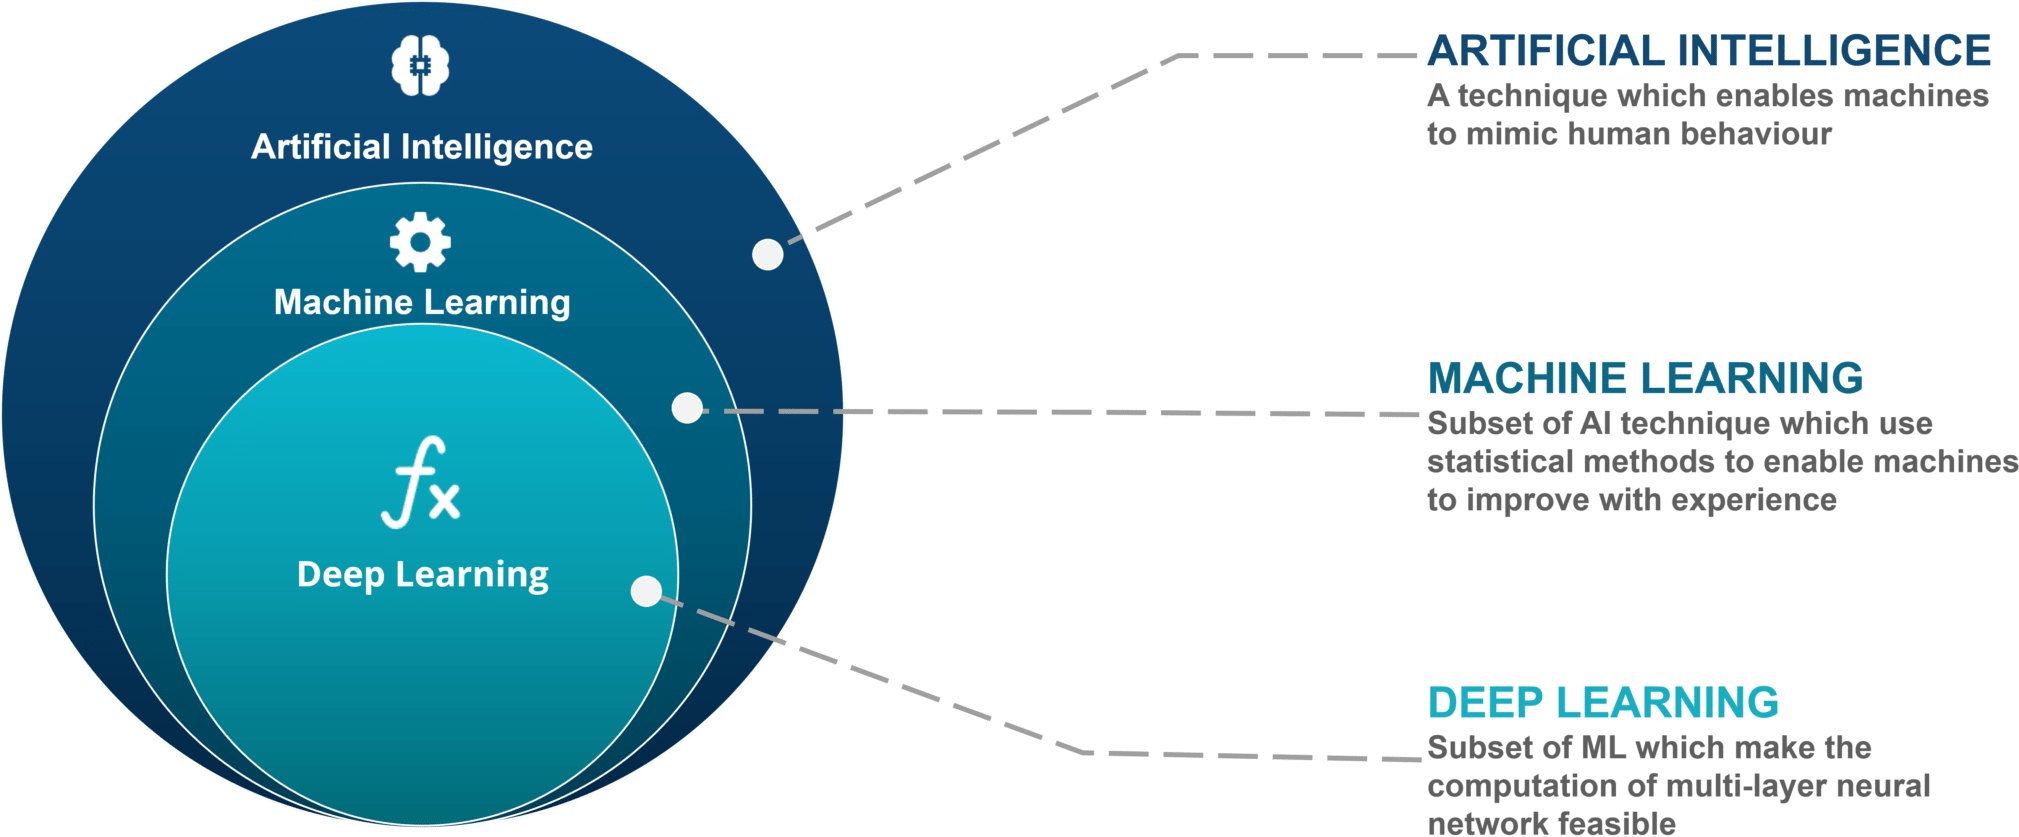 Artificial Intelligence
Machine Learning
fx
Deep Learning
ARTIFICIAL INTELLIGENCE
A technique which enables machines
to mimic human behaviour
MACHINE LEARNING
Subset of AI technique which use
statistical methods to enable machines
to improve with experience
DEEP LEARNING
Subset of ML which make the
computation of multi-layer neural
network feasible